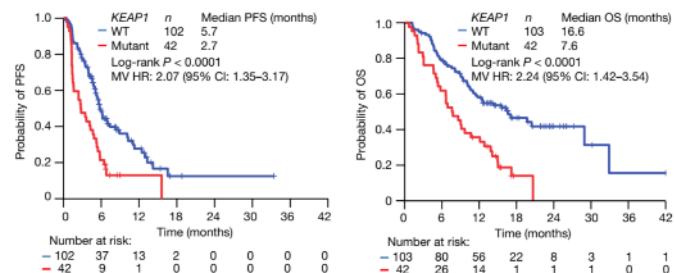 KEAP1 n Median PFS (months)
WT 102 5.7
Mutant 42 2.7
Log-rank P < 0.0001
MV HR: 2.07 (95% CI: 1.35–3.17)
Probability of PFS
1.0
0.8
0.6
0.4
0.2
0
0 6 12 18 24 30 36 42
Time (months)
Number at risk:
102 37 13 2 0 0 0 0
42 9 1 0 0 0 0 0
KEAP1 n Median OS (months)
WT 103 16.6
Mutant 42 7.6
Log-rank P < 0.0001
MV HR: 2.24 (95% CI: 1.42–3.54)
Probability of OS
1.0
0.8
0.6
0.4
0.2
0
0 6 12 18 24 30 36 42
Time (months)
Number at risk:
103 80 56 22 8 3 1 1
42 26 14 1 1 1 0 0